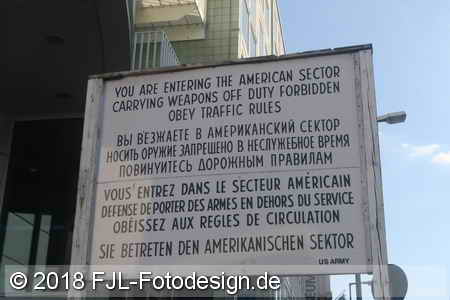 YOU ARE ENTERING THE AMERICAN SECTOR
CARRYING WEAPONS OFF DUTY FORBIDDEN
OBEY TRAFFIC RULES
ВЫ ВЕЗЖАЕТЕ В АМЕРИКАНСКИЙ СЕКТОР
НОСИТЬ ОРУЖИЕ ЗАПРЕЩЕНО В НЕСЛУЖЕБНОЕ ВРЕМЯ
ПОВИНУЙТЕСЬ ДОРОЖНЫМ ПРАВИЛАМ
VOUS ENTREZ DANS LE SECTEUR AMÉRICAIN
DEFENSE DE PORTER DES ARMES EN DEHORS DU SERVICE
OBÉISSEZ AUX REGLES DE CIRCULATION
SIE BETRETEN DEN AMERIKANISCHEN SEKTOR
US ARMY
© 2018 FJL-Fotodesign.de